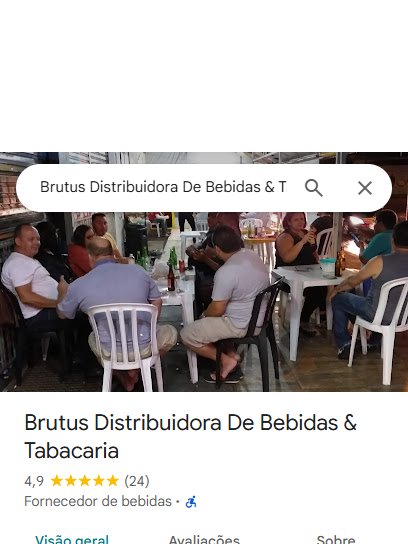 Brutus Distribuidora De Bebidas & T
Brutus Distribuidora De Bebidas &
Tabacaria
4,9 (24)
Fornecedor de bebidas ·
Visão geral Avaliações Sobre